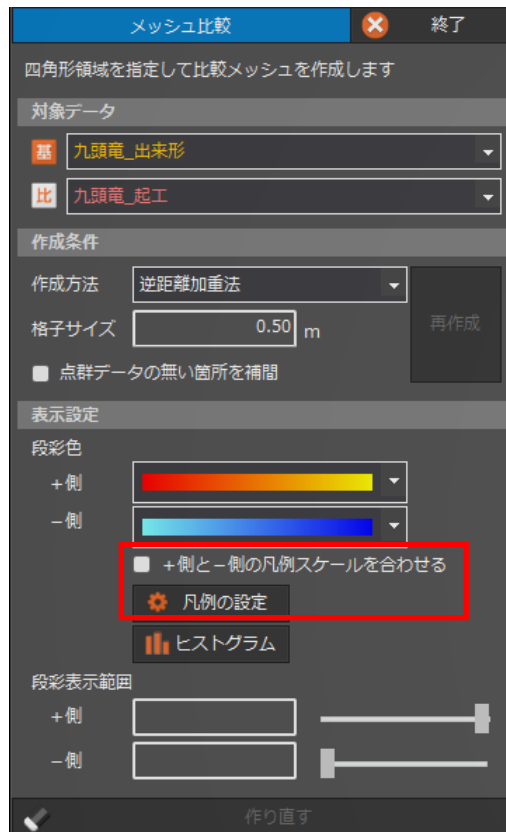 メッシュ比較 終了
四角形領域を指定して比較メッシュを作成します
対象データ
基 九頭竜_出来形
比 九頭竜_起工
作成条件
作成方法 逆距離加重法
格子サイズ 0.50 m 再作成
点群データの無い箇所を補間
表示設定
段彩色
+側
-側
+側と-側の凡例スケールを合わせる
凡例の設定
ヒストグラム
段彩表示範囲
+側
-側
作り直す